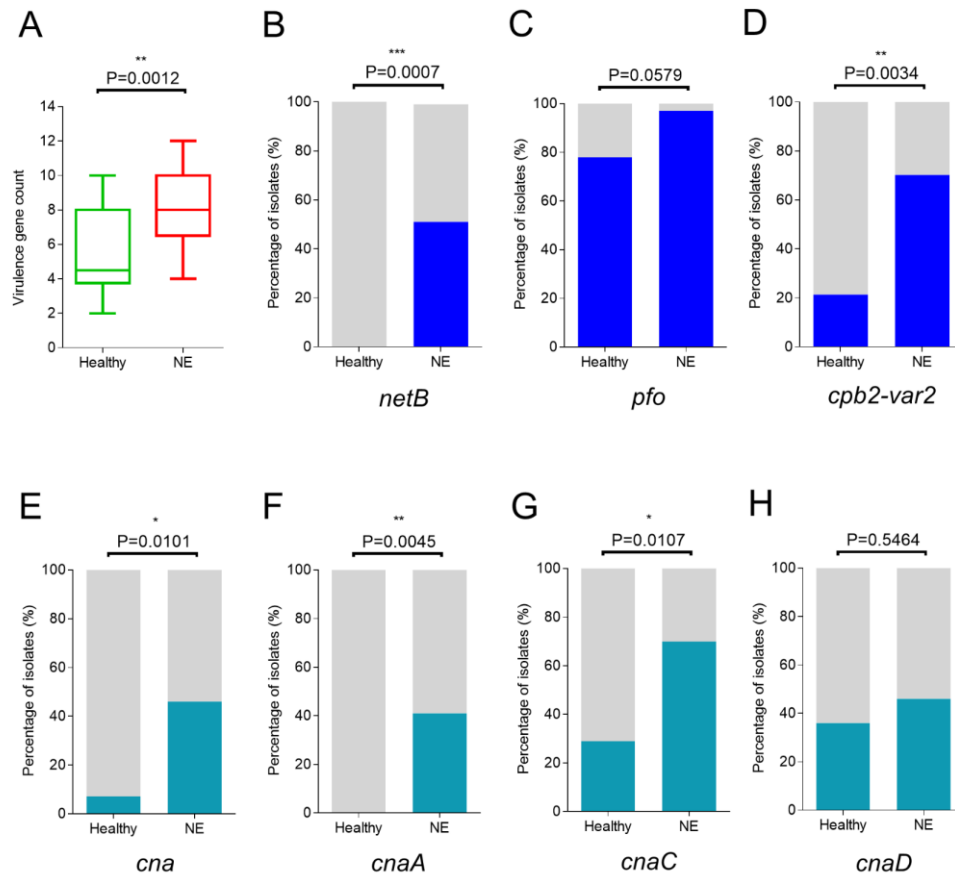 A
**
P=0.0012
Virulence gene count
14
12
10
8
6
4
2
0
Healthy
NE
B
***
P=0.0007
Percentage of isolates (%)
100
80
60
40
20
0
Healthy
NE
netB
C
P=0.0579
Percentage of isolates (%)
100
80
60
40
20
0
Healthy
NE
pfo
D
**
P=0.0034
Percentage of isolates (%)
100
80
60
40
20
0
Healthy
NE
cpb2-var2
E
*
P=0.0101
Percentage of isolates (%)
100
80
60
40
20
0
Healthy
NE
cna
F
**
P=0.0045
Percentage of isolates (%)
100
80
60
40
20
0
Healthy
NE
cnaA
G
*
P=0.0107
Percentage of isolates (%)
100
80
60
40
20
0
Healthy
NE
cnaC
H
P=0.5464
Percentage of isolates (%)
100
80
60
40
20
0
Healthy
NE
cnaD